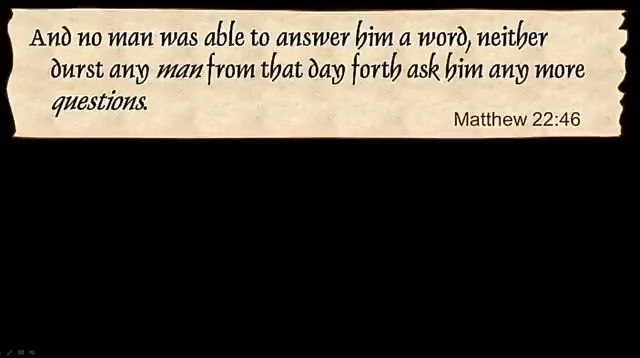 And no man was able to answer him a word, neither
durst any man from that day forth ask him any more
questions.
Matthew 22:46